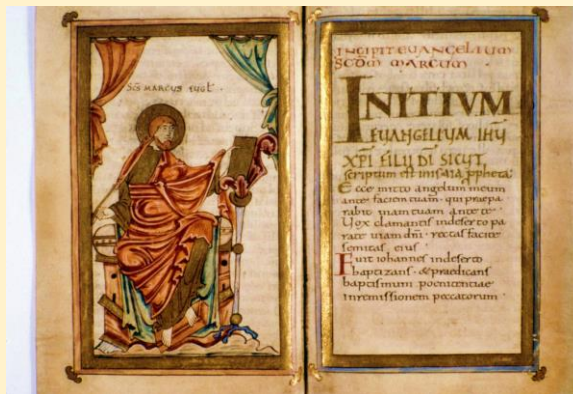 SCS MARCUS EUGL.
INCIPIT EUANGELIUM
SCDM MARCUM
INITIUM
EUANGELIUM IHU
XPI FILII DI SICUT
scriptum est in isaia ppheta:
Ecce mitto angelum meum
ante faciem tuam · qui praepa
rabit uiam tuam ante te
Uox clamantis in deserto pa
rate uiam dni · rectas facite
semitas eius
Fuit iohannes in deserto
baptizans · & praedicans
baptismum poenitentiae
in remissionem peccatorum ·